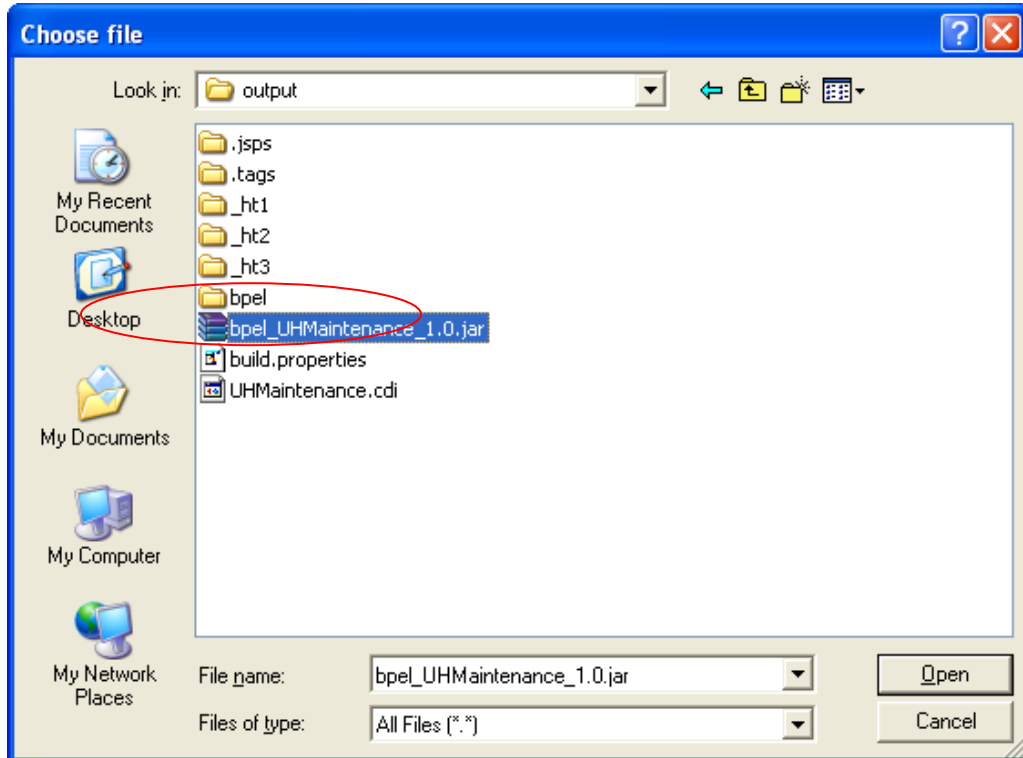 Choose file
Look in:
output
.jsps
.tags
_ht1
_ht2
_ht3
bpel
bpel_UHMaintenance_1.0.jar
build.properties
UHMaintenance.cdi
My Recent
Documents
Desktop
My Documents
My Computer
My Network
Places
File name:
bpel_UHMaintenance_1.0.jar
Open
Files of type:
All Files (*.*)
Cancel